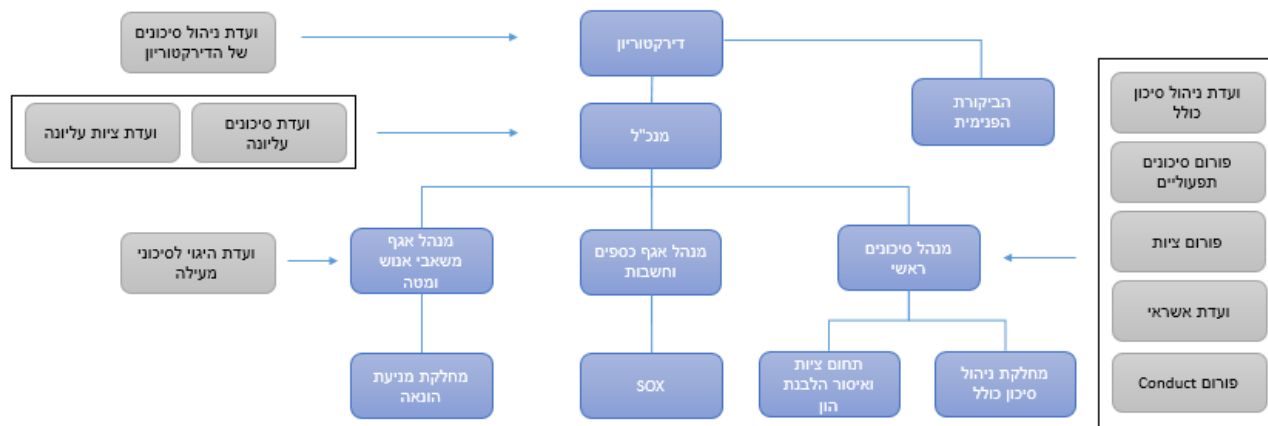 ועדת ניהול סיכונים
של הדירקטוריון
דירקטוריון
הביקורת
הפנימית
ועדת ניהול סיכון
כולל
פורום סיכונים
תפעוליים
פורום ציות
ועדת אשראי
פורום Conduct
ועדת סיכונים
עליונה
ועדת ציות עליונה
מנכ"ל
מנהל סיכונים
ראשי
מנהל אגף כספים
וחשבות
מנהל אגף
משאבי אנוש
ומטה
ועדת היגוי לסיכוני
מעילה
מחלקת ניהול
סיכון כולל
תחום ציות
ואיסור הלבנת
הון
SOX
מחלקת מניעת
הונאה